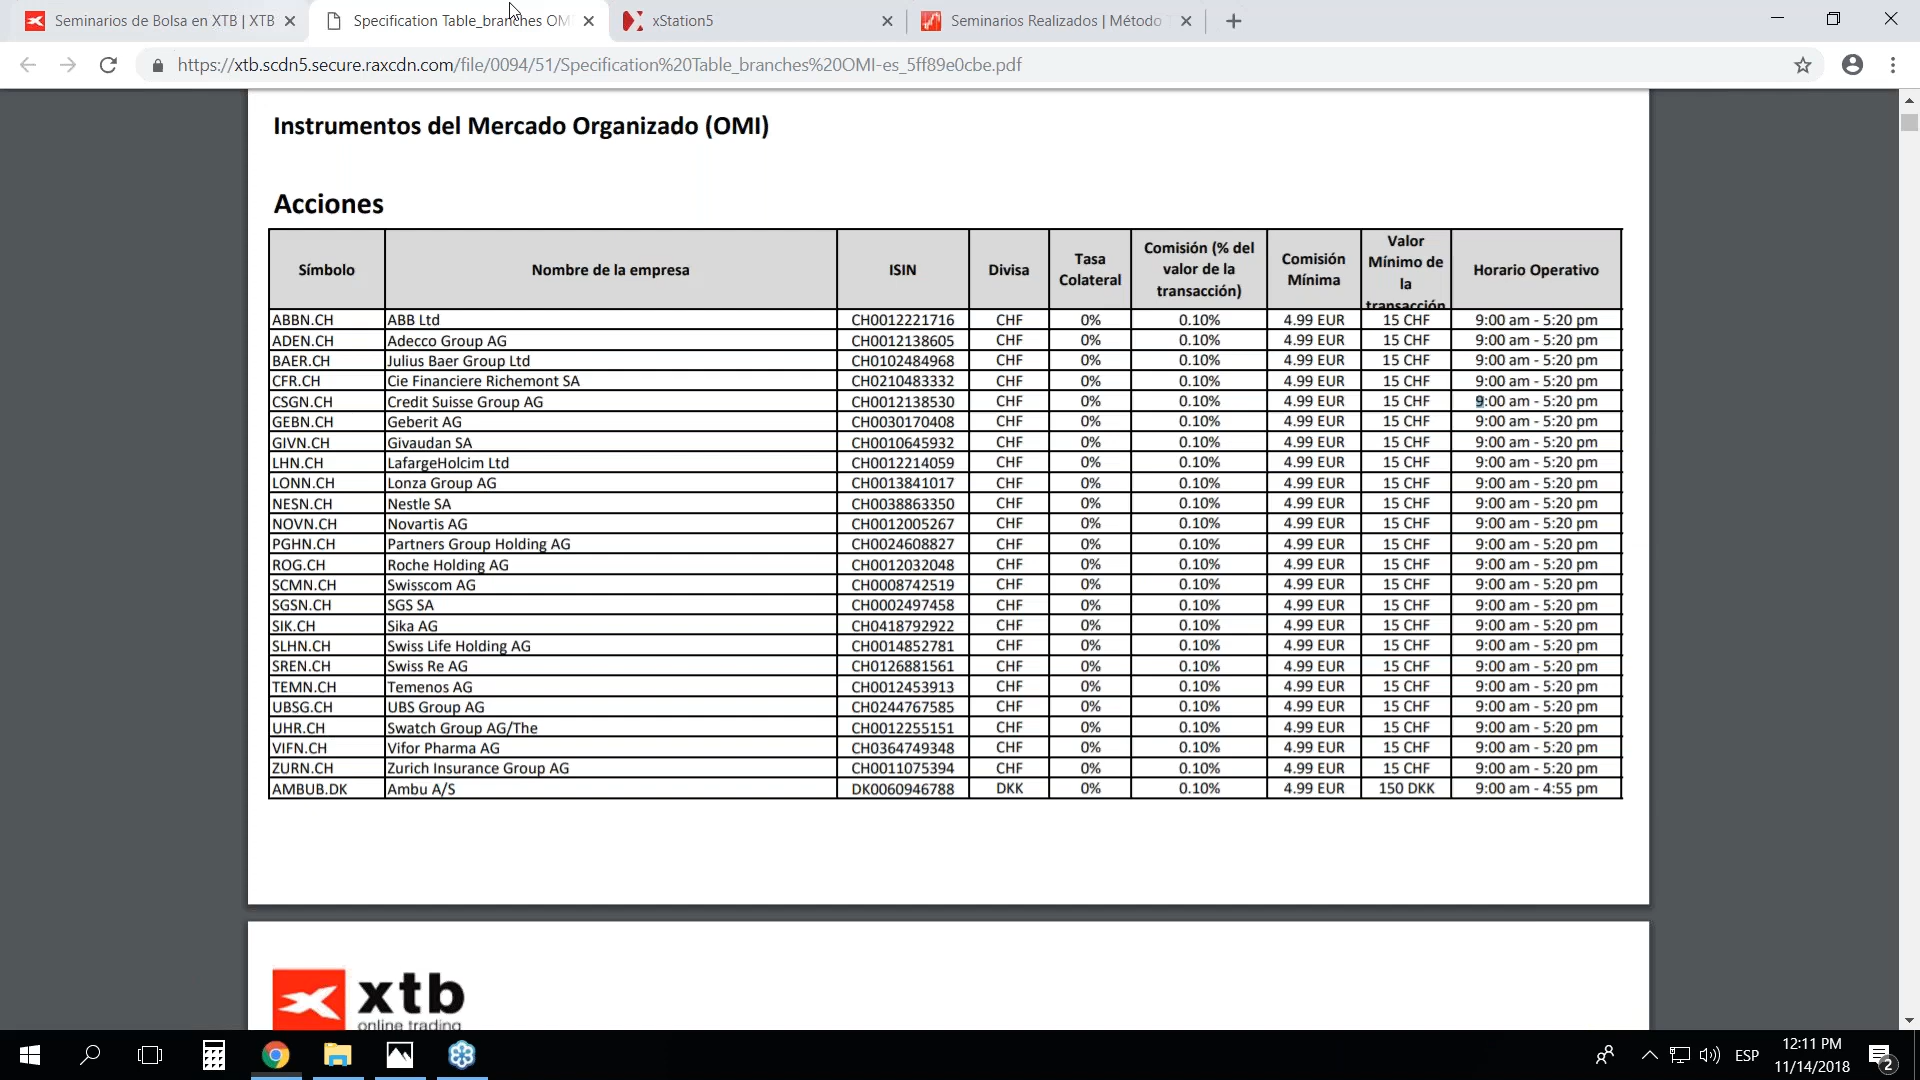 Seminarios de Bolsa en XTB | XTB
Specification Table_branches OM
xStation5
Seminarios Realizados | Método
https://xtb.scdn5.secure.raxcdn.com/file/0094/51/Specification%20Table_branches%20OMI-es_5ff89e0cbe.pdf
Instrumentos del Mercado Organizado (OMI)
Acciones
Símbolo Nombre de la empresa ISIN Divisa Tasa Colateral Comisión (% del valor de la transacción) Comisión Mínima Valor Mínimo de la transacción Horario Operativo
ABBN.CH ABB Ltd CH0012221716 CHF 0% 0.10% 4.99 EUR 15 CHF 9:00 am - 5:20 pm
ADEN.CH Adecco Group AG CH0012138605 CHF 0% 0.10% 4.99 EUR 15 CHF 9:00 am - 5:20 pm
BAER.CH Julius Baer Group Ltd CH0102484968 CHF 0% 0.10% 4.99 EUR 15 CHF 9:00 am - 5:20 pm
CFR.CH Cie Financiere Richemont SA CH0210483332 CHF 0% 0.10% 4.99 EUR 15 CHF 9:00 am - 5:20 pm
CSGN.CH Credit Suisse Group AG CH0012138530 CHF 0% 0.10% 4.99 EUR 15 CHF 9:00 am - 5:20 pm
GEBN.CH Geberit AG CH0030170408 CHF 0% 0.10% 4.99 EUR 15 CHF 9:00 am - 5:20 pm
GIVN.CH Givaudan SA CH0010645932 CHF 0% 0.10% 4.99 EUR 15 CHF 9:00 am - 5:20 pm
LHN.CH LafargeHolcim Ltd CH0012214059 CHF 0% 0.10% 4.99 EUR 15 CHF 9:00 am - 5:20 pm
LONN.CH Lonza Group AG CH0013841017 CHF 0% 0.10% 4.99 EUR 15 CHF 9:00 am - 5:20 pm
NESN.CH Nestle SA CH0038863350 CHF 0% 0.10% 4.99 EUR 15 CHF 9:00 am - 5:20 pm
NOVN.CH Novartis AG CH0012005267 CHF 0% 0.10% 4.99 EUR 15 CHF 9:00 am - 5:20 pm
PGHN.CH Partners Group Holding AG CH0024608827 CHF 0% 0.10% 4.99 EUR 15 CHF 9:00 am - 5:20 pm
ROG.CH Roche Holding AG CH0012032048 CHF 0% 0.10% 4.99 EUR 15 CHF 9:00 am - 5:20 pm
SCMN.CH Swisscom AG CH0008742519 CHF 0% 0.10% 4.99 EUR 15 CHF 9:00 am - 5:20 pm
SGSN.CH SGS SA CH0002497458 CHF 0% 0.10% 4.99 EUR 15 CHF 9:00 am - 5:20 pm
SIK.CH Sika AG CH0418792922 CHF 0% 0.10% 4.99 EUR 15 CHF 9:00 am - 5:20 pm
SLHN.CH Swiss Life Holding AG CH0014852781 CHF 0% 0.10% 4.99 EUR 15 CHF 9:00 am - 5:20 pm
SREN.CH Swiss Re AG CH0126881561 CHF 0% 0.10% 4.99 EUR 15 CHF 9:00 am - 5:20 pm
TEMN.CH Temenos AG CH0012453913 CHF 0% 0.10% 4.99 EUR 15 CHF 9:00 am - 5:20 pm
UBSG.CH UBS Group AG CH0244767585 CHF 0% 0.10% 4.99 EUR 15 CHF 9:00 am - 5:20 pm
UHR.CH Swatch Group AG/The CH0012255151 CHF 0% 0.10% 4.99 EUR 15 CHF 9:00 am - 5:20 pm
VIFN.CH Vifor Pharma AG CH0364749348 CHF 0% 0.10% 4.99 EUR 15 CHF 9:00 am - 5:20 pm
ZURN.CH Zurich Insurance Group AG CH0011075394 CHF 0% 0.10% 4.99 EUR 15 CHF 9:00 am - 5:20 pm
AMBUB.DK Ambu A/S DK0060946788 DKK 0% 0.10% 4.99 EUR 150 DKK 9:00 am - 4:55 pm
xtb
online trading
ESP
12:11 PM
11/14/2018
2